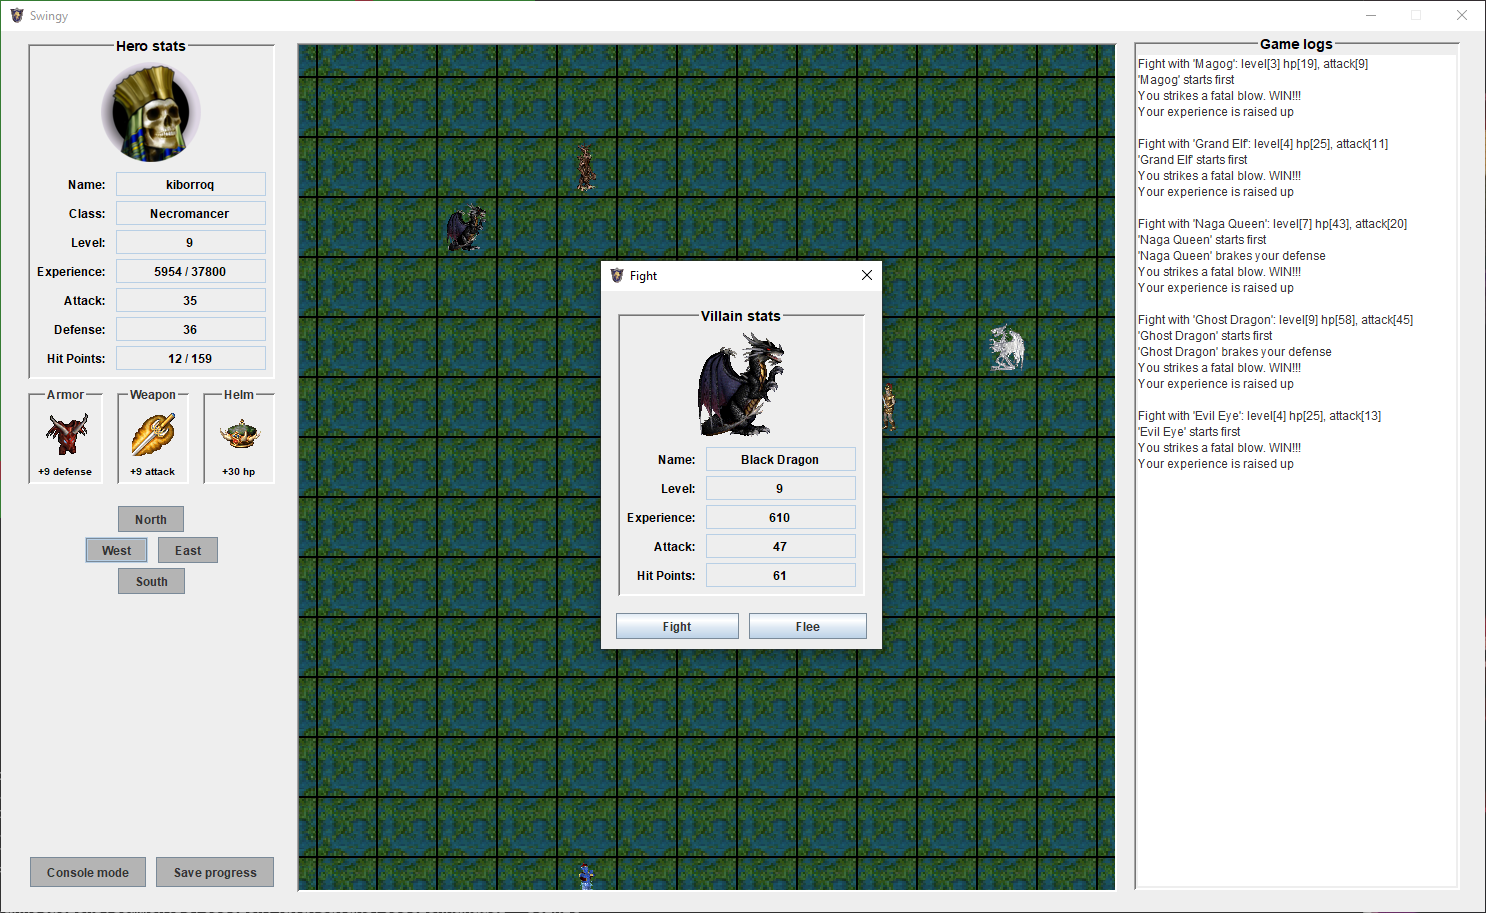 Swingy
Hero stats
Name: kiborroq
Class: Necromancer
Level: 9
Experience: 5954 / 37800
Attack: 35
Defense: 36
Hit Points: 12 / 159
Armor Weapon Helm
+9 defense +9 attack +30 hp
North
West East
South
Console mode Save progress
Fight
Villain stats
Name: Black Dragon
Level: 9
Experience: 610
Attack: 47
Hit Points: 61
Fight Flee
Game logs
Fight with 'Magog': level[3] hp[19], attack[9]
'Magog' starts first
You strikes a fatal blow. WIN!!!
Your experience is raised up
Fight with 'Grand Elf': level[4] hp[25], attack[11]
'Grand Elf' starts first
You strikes a fatal blow. WIN!!!
Your experience is raised up
Fight with 'Naga Queen': level[7] hp[43], attack[20]
'Naga Queen' starts first
'Naga Queen' brakes your defense
You strikes a fatal blow. WIN!!!
Your experience is raised up
Fight with 'Ghost Dragon': level[9] hp[58], attack[45]
'Ghost Dragon' starts first
'Ghost Dragon' brakes your defense
You strikes a fatal blow. WIN!!!
Your experience is raised up
Fight with 'Evil Eye': level[4] hp[25], attack[13]
'Evil Eye' starts first
You strikes a fatal blow. WIN!!!
Your experience is raised up